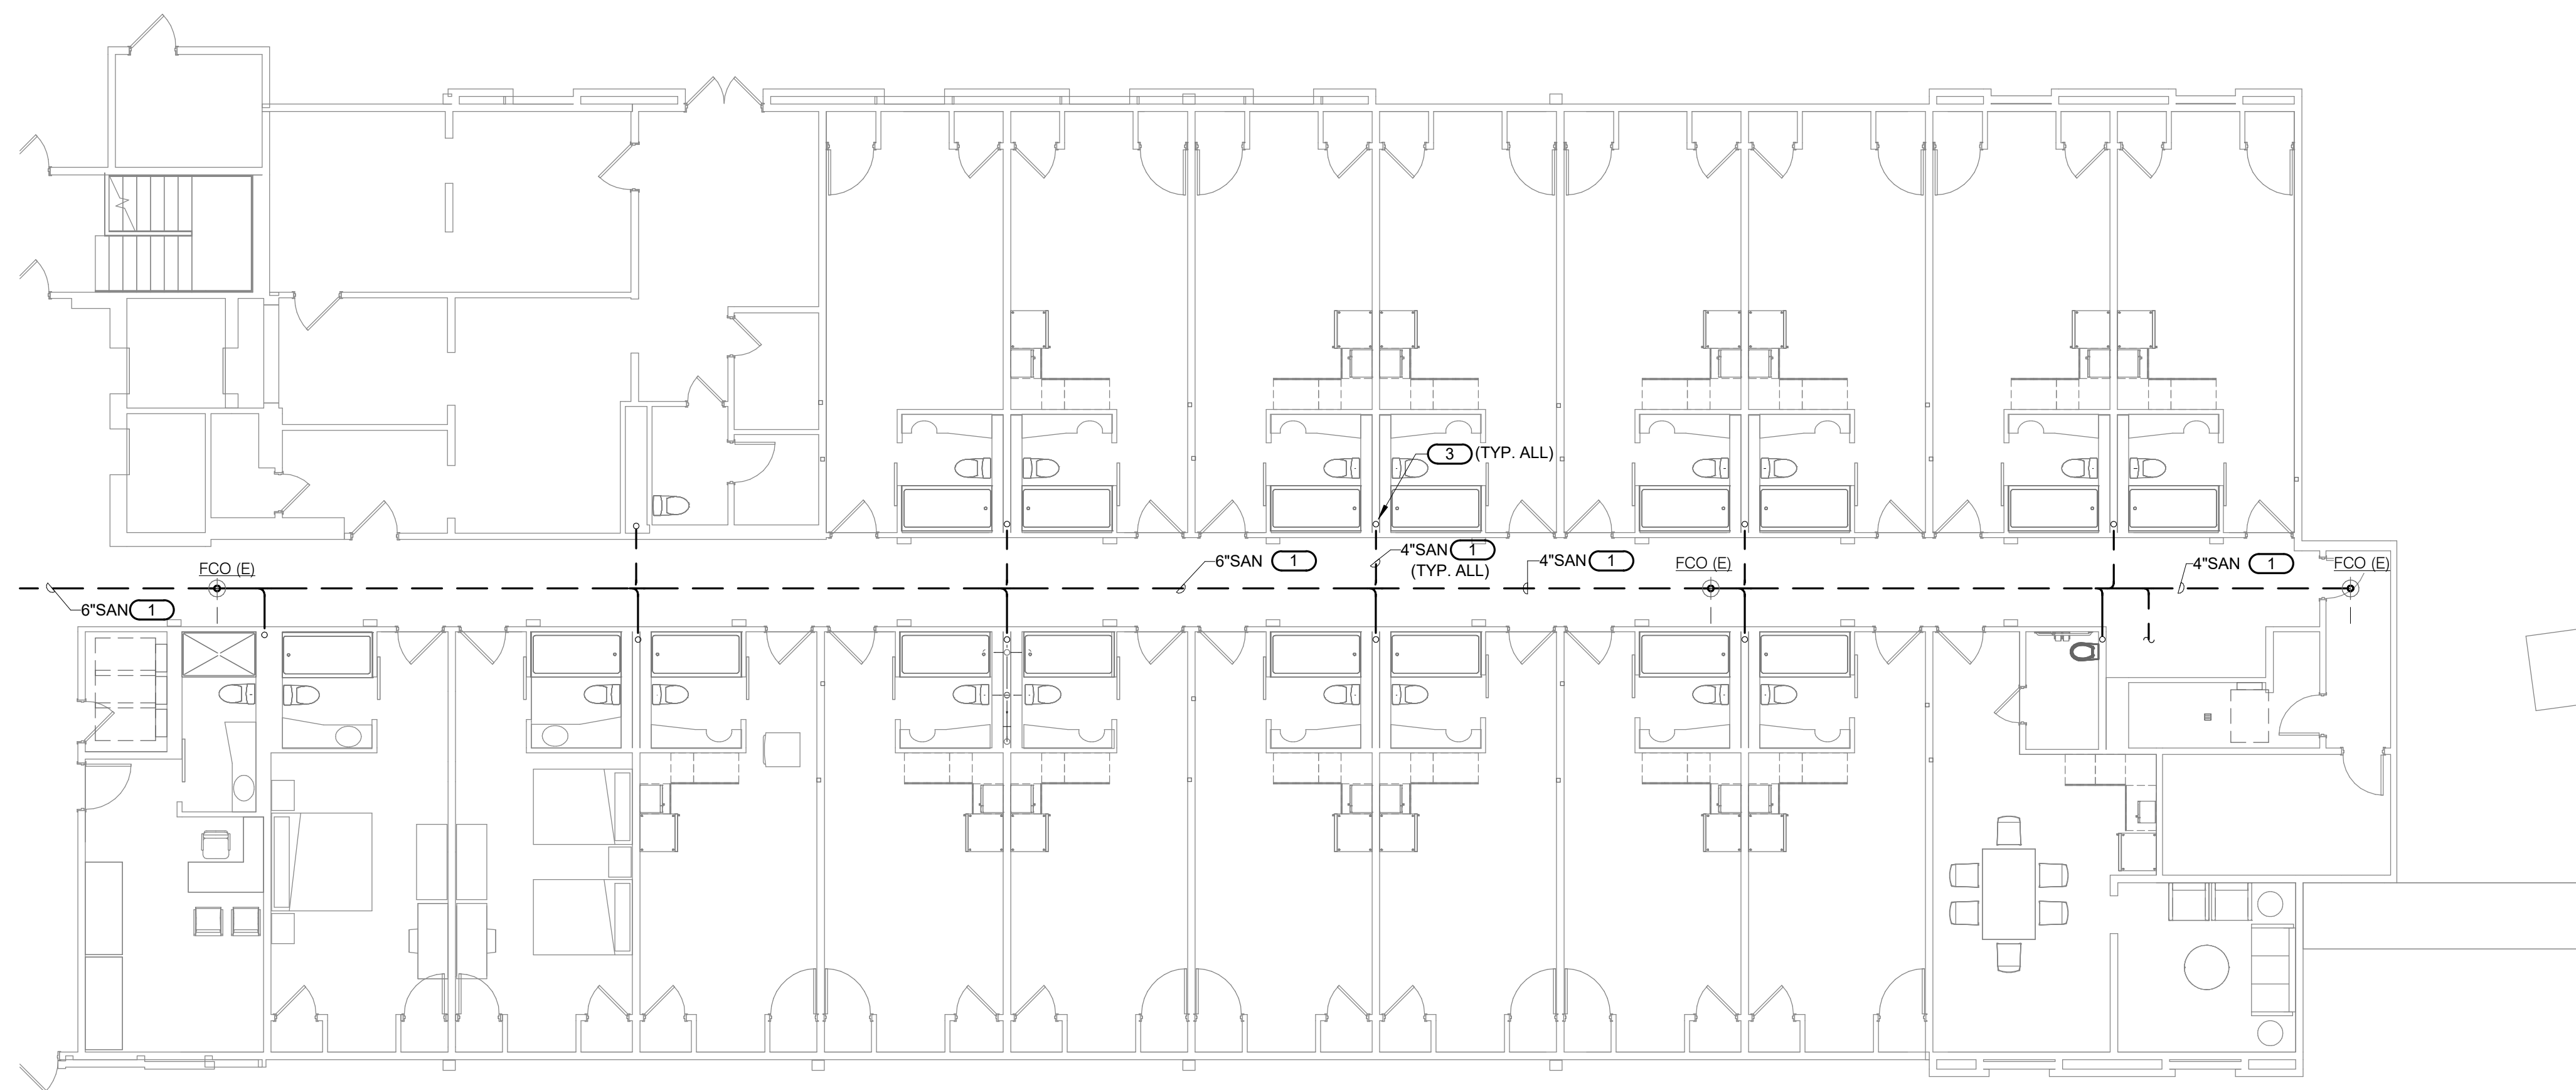 3 (TYP. ALL)
FCO (E)
6"SAN 1
6"SAN 1
4"SAN 1
(TYP. ALL)
4"SAN 1
FCO (E)
4"SAN 1
FCO (E)